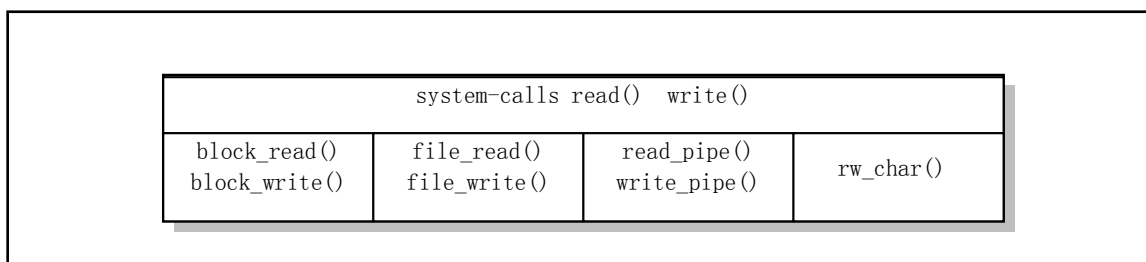 system-calls read()  write()
block_read()
block_write()
file_read()
file_write()
read_pipe()
write_pipe()
rw_char()